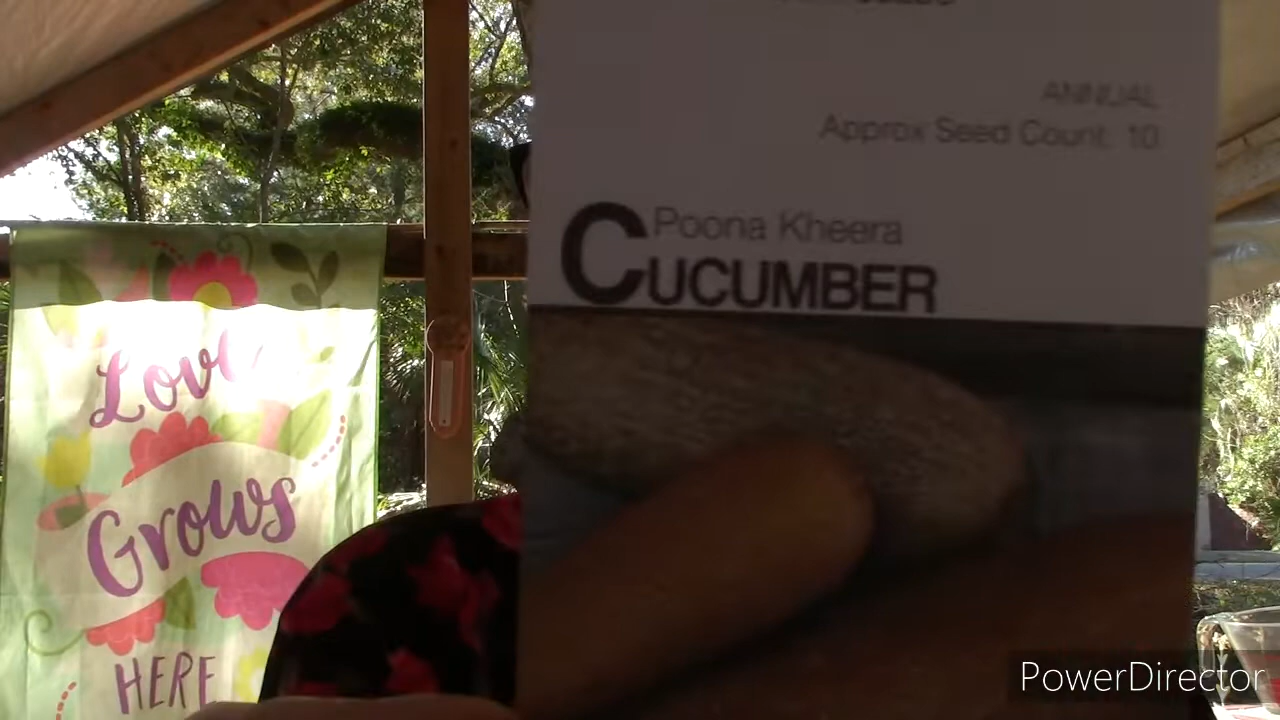 ANNUAL
Approx Seed Count: 10
Poona Kheera
CUCUMBER
Love
Grows
HERE
PowerDirector